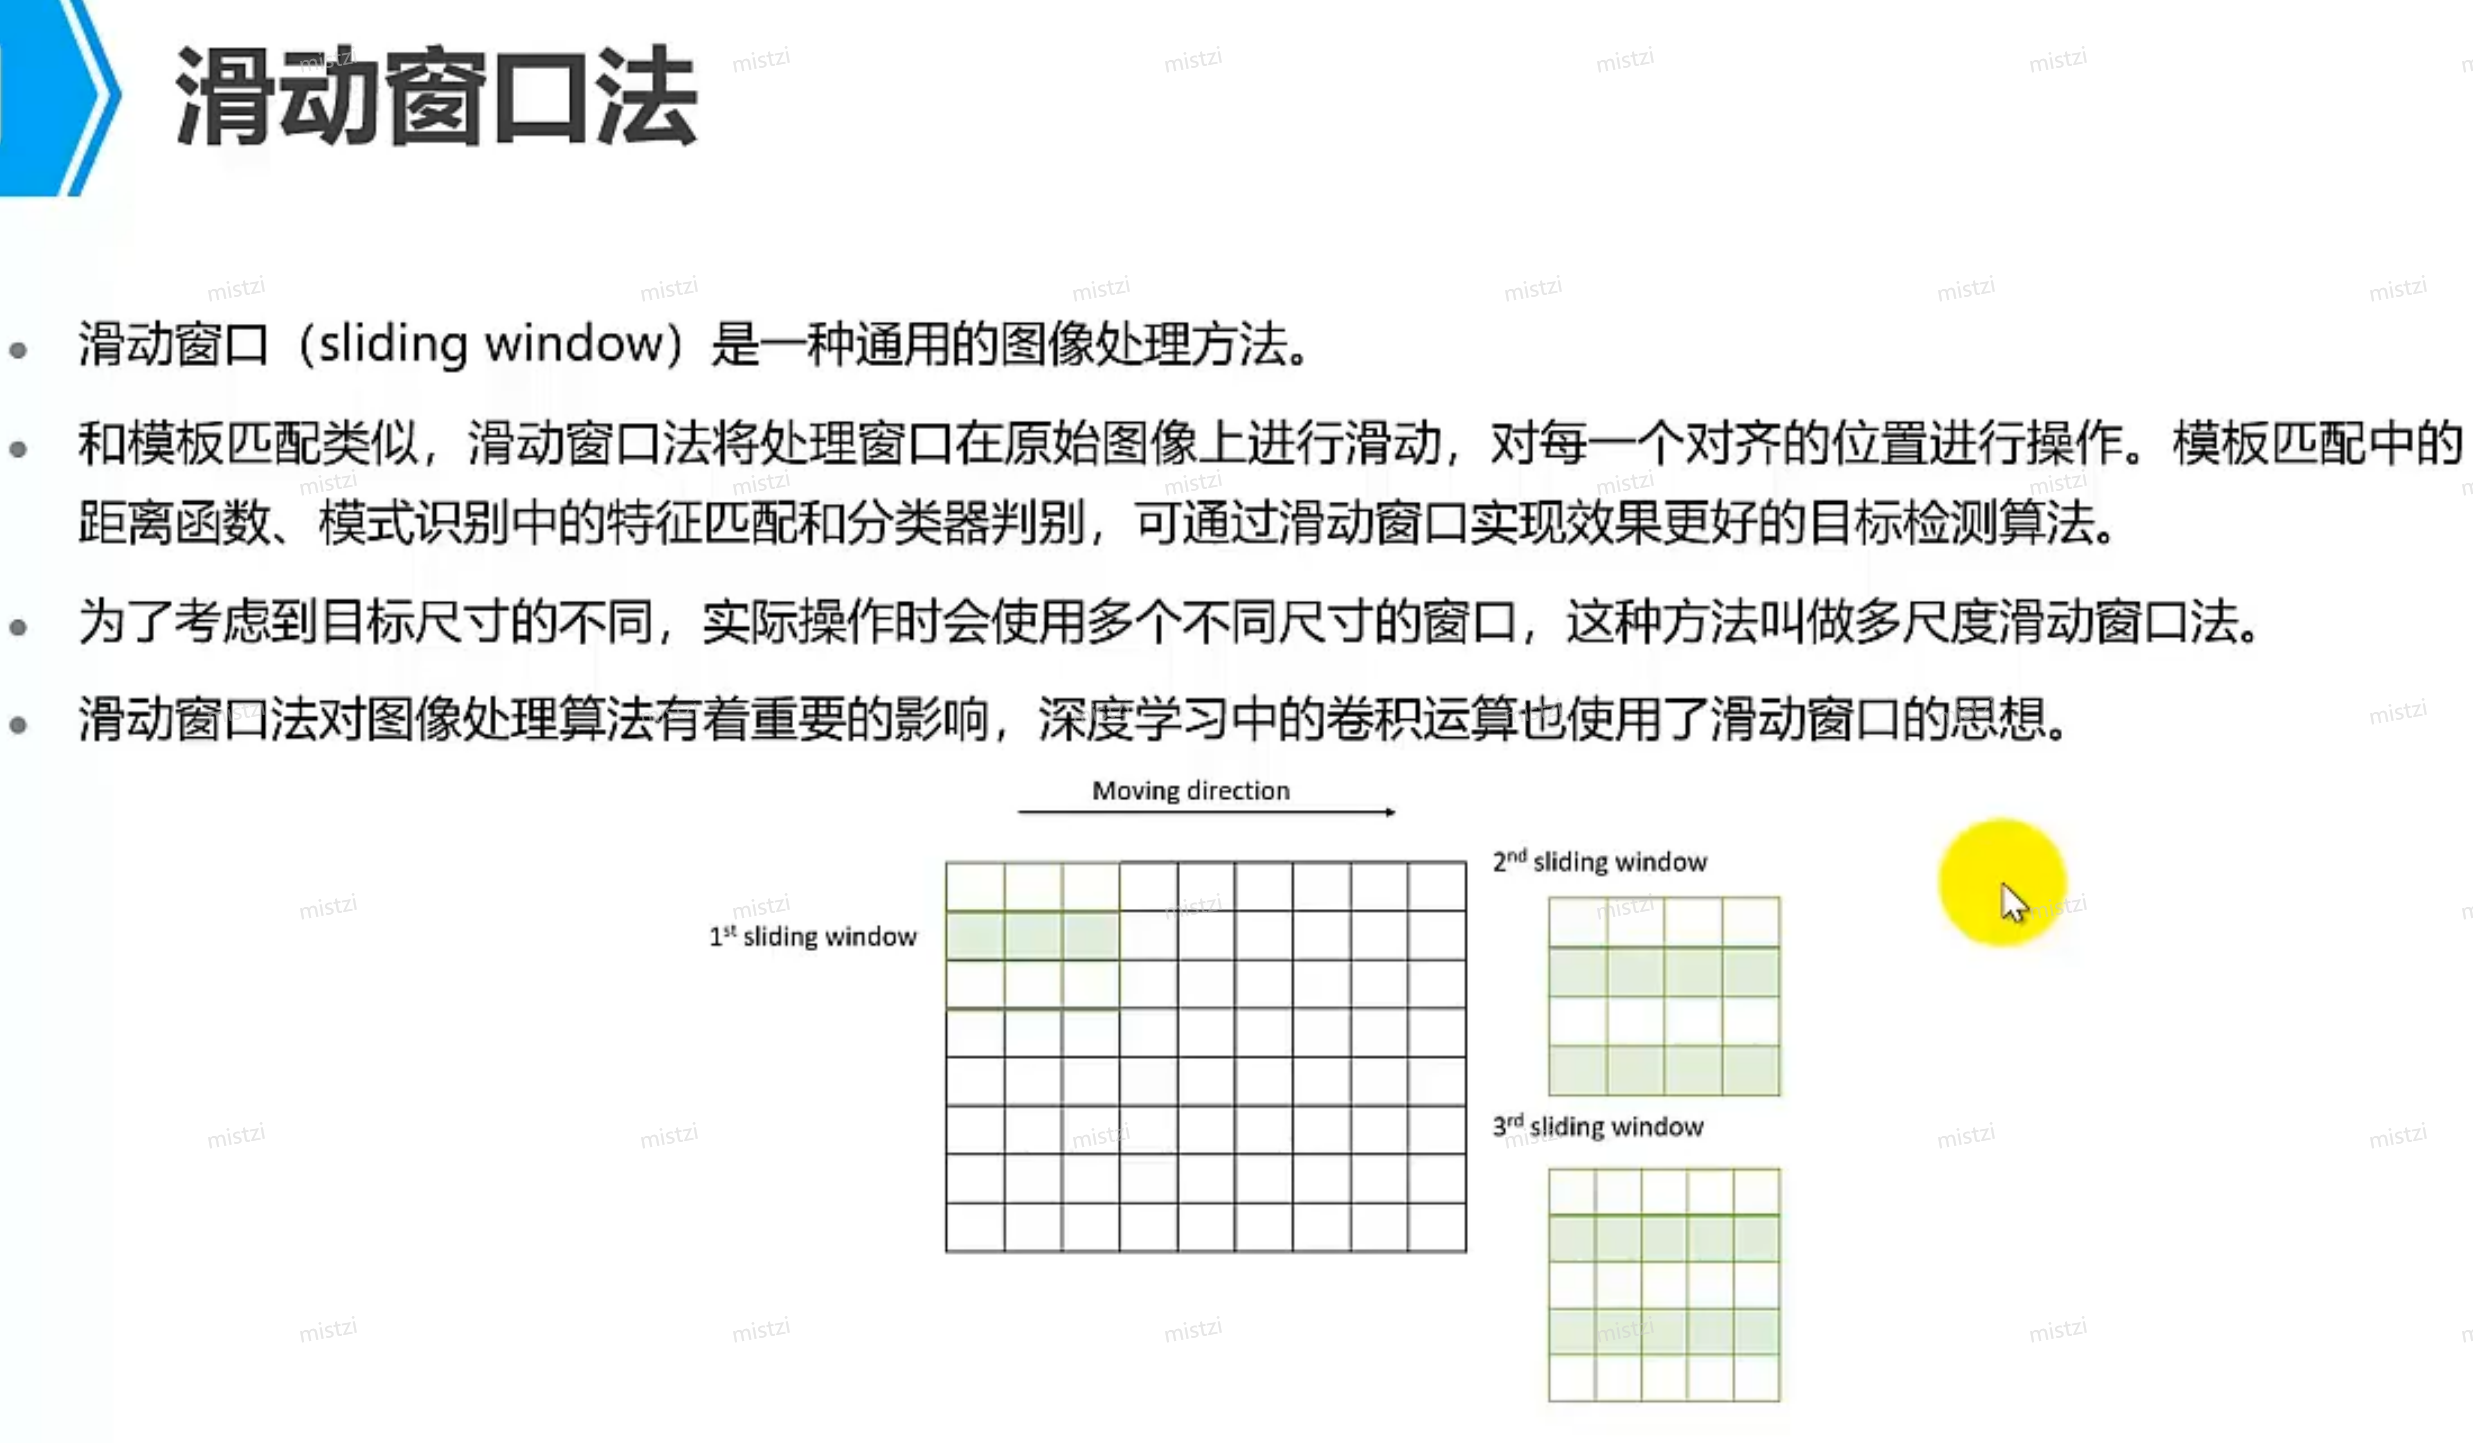 滑动窗口法
滑动窗口（sliding window）是一种通用的图像处理方法。
和模板匹配类似，滑动窗口法将处理窗口在原始图像上进行滑动，对每一个对齐的位置进行操作。模板匹配中的
距离函数、模式识别中的特征匹配和分类器判别，可通过滑动窗口实现效果更好的目标检测算法。
为了考虑到目标尺寸的不同，实际操作时会使用多个不同尺寸的窗口，这种方法叫做多尺度滑动窗口法。
滑动窗口法对图像处理算法有着重要的影响，深度学习中的卷积运算也使用了滑动窗口的思想。
Moving direction
1st sliding window
2nd sliding window
3rd sliding window
mistzi